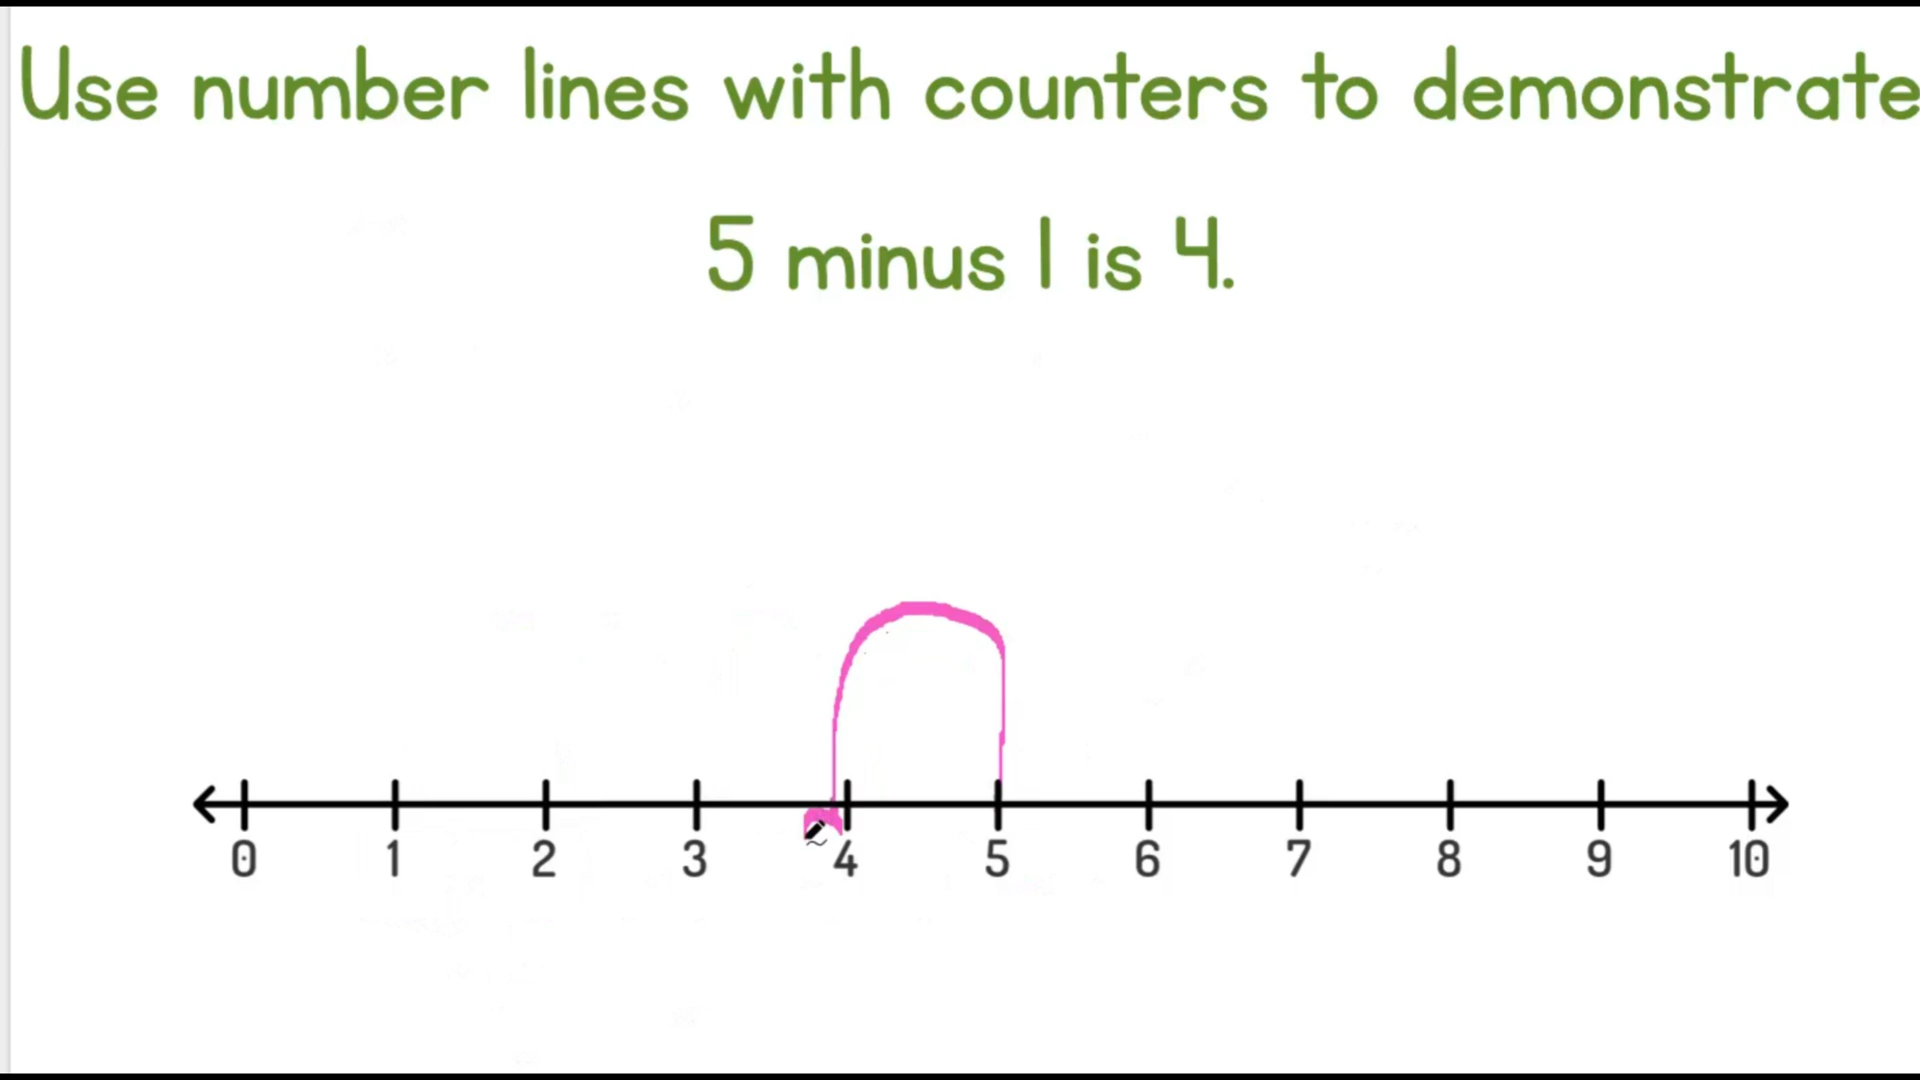 Use number lines with counters to demonstrate
5 minus 1 is 4.
0 1 2 3 4 5 6 7 8 9 10